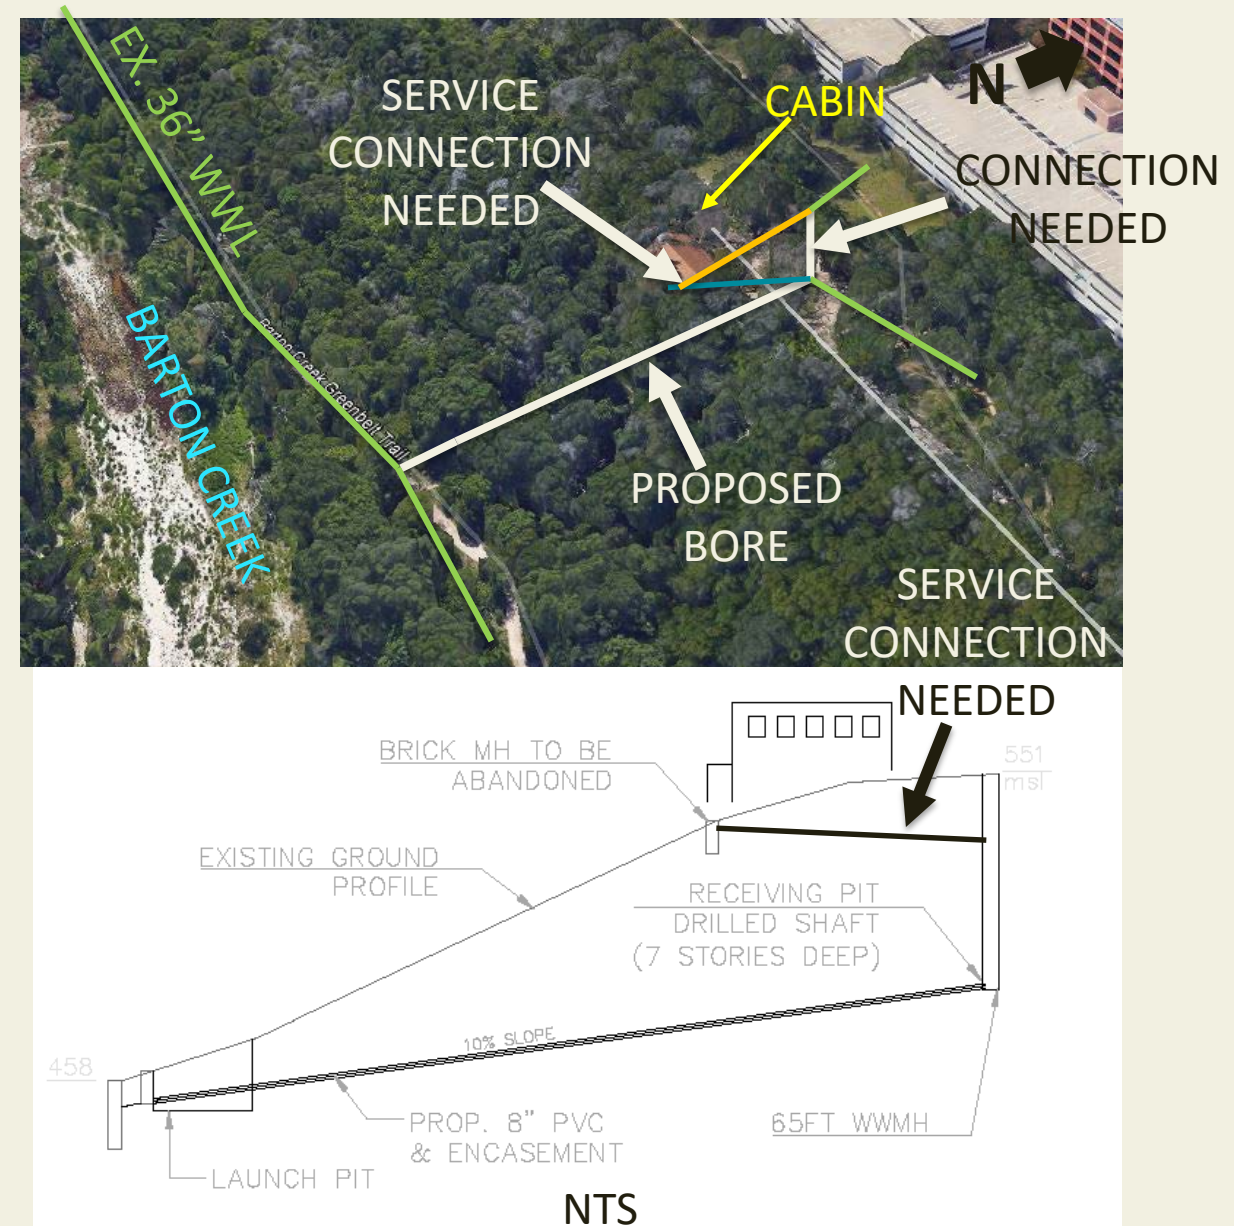 EX. 36" WWL
SERVICE
CONNECTION
NEEDED
CABIN
N
CONNECTION
NEEDED
BARTON CREEK
Barton Creek Greenbelt Trail
PROPOSED
BORE
SERVICE
CONNECTION
NEEDED
BRICK MH TO BE
ABANDONED
551
msl
EXISTING GROUND
PROFILE
RECEIVING PIT
DRILLED SHAFT
(7 STORIES DEEP)
10% SLOPE
458
PROP. 8" PVC
& ENCASEMENT
65FT WWMH
LAUNCH PIT
NTS